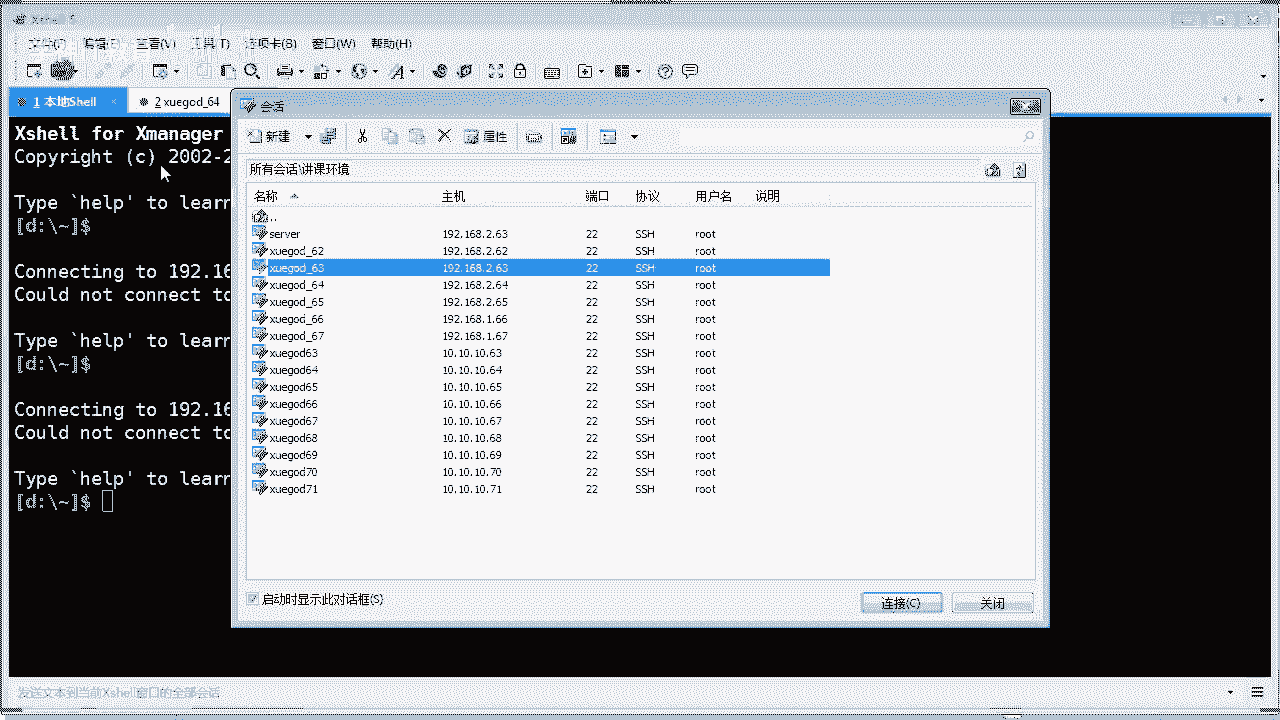 Xshell 5
文件(F) 编辑(E) 查看(V) 工具(T) 选项卡(B) 窗口(W) 帮助(H)
1 本地Shell × 2 xuegod_64
Xshell for Xmanager
Copyright (c) 2002-2
Type `help' to learn
[d:\~]$
Connecting to 192.16
Could not connect to
Type `help' to learn
[d:\~]$
Connecting to 192.16
Could not connect to
Type `help' to learn
[d:\~]$
会话
新建 属性
所有会话\讲课环境
名称 主机 端口 协议 用户名 说明
..
server 192.168.2.63 22 SSH root
xuegod_62 192.168.2.62 22 SSH root
xuegod_63 192.168.2.63 22 SSH root
xuegod_64 192.168.2.64 22 SSH root
xuegod_65 192.168.2.65 22 SSH root
xuegod_66 192.168.1.66 22 SSH root
xuegod_67 192.168.1.67 22 SSH root
xuegod63 10.10.10.63 22 SSH root
xuegod64 10.10.10.64 22 SSH root
xuegod65 10.10.10.65 22 SSH root
xuegod66 10.10.10.66 22 SSH root
xuegod67 10.10.10.67 22 SSH root
xuegod68 10.10.10.68 22 SSH root
xuegod69 10.10.10.69 22 SSH root
xuegod70 10.10.10.70 22 SSH root
xuegod71 10.10.10.71 22 SSH root
启动时显示此对话框(S)
连接(C) 关闭
发送文本到当前Xshell窗口的全部会话